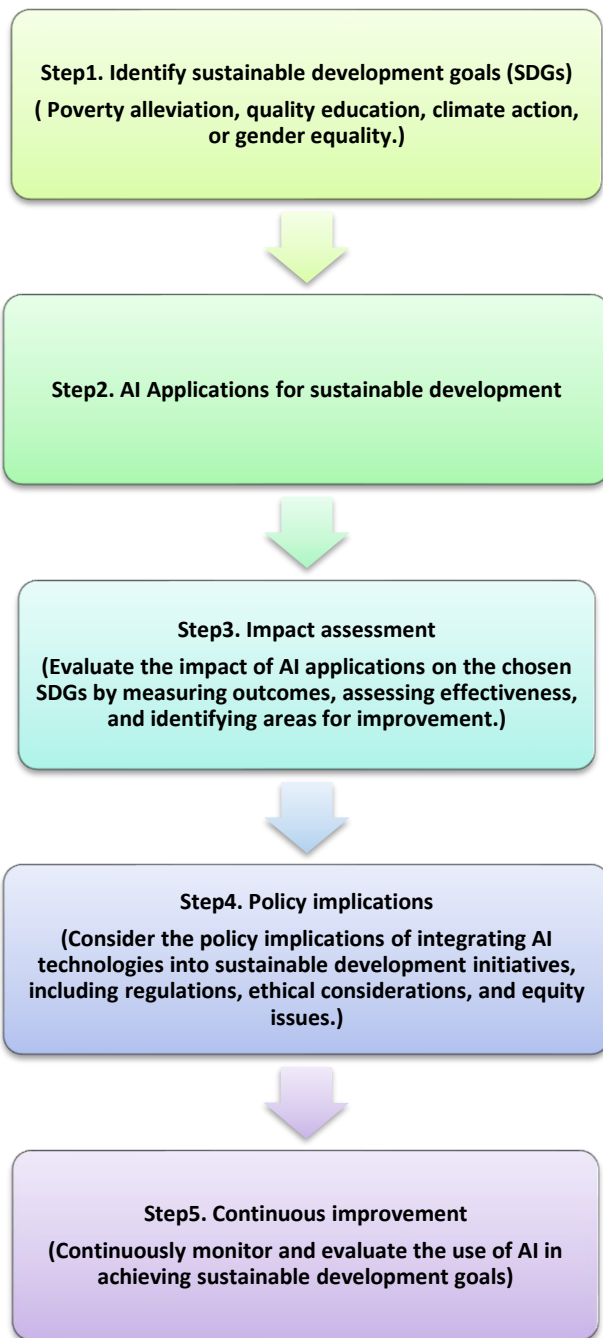 Step1. Identify sustainable development goals (SDGs)
( Poverty alleviation, quality education, climate action,
or gender equality.)
Step2. AI Applications for sustainable development
Step3. Impact assessment
(Evaluate the impact of AI applications on the chosen
SDGs by measuring outcomes, assessing effectiveness,
and identifying areas for improvement.)
Step4. Policy implications
(Consider the policy implications of integrating AI
technologies into sustainable development initiatives,
including regulations, ethical considerations, and equity
issues.)
Step5. Continuous improvement
(Continuously monitor and evaluate the use of AI in
achieving sustainable development goals)